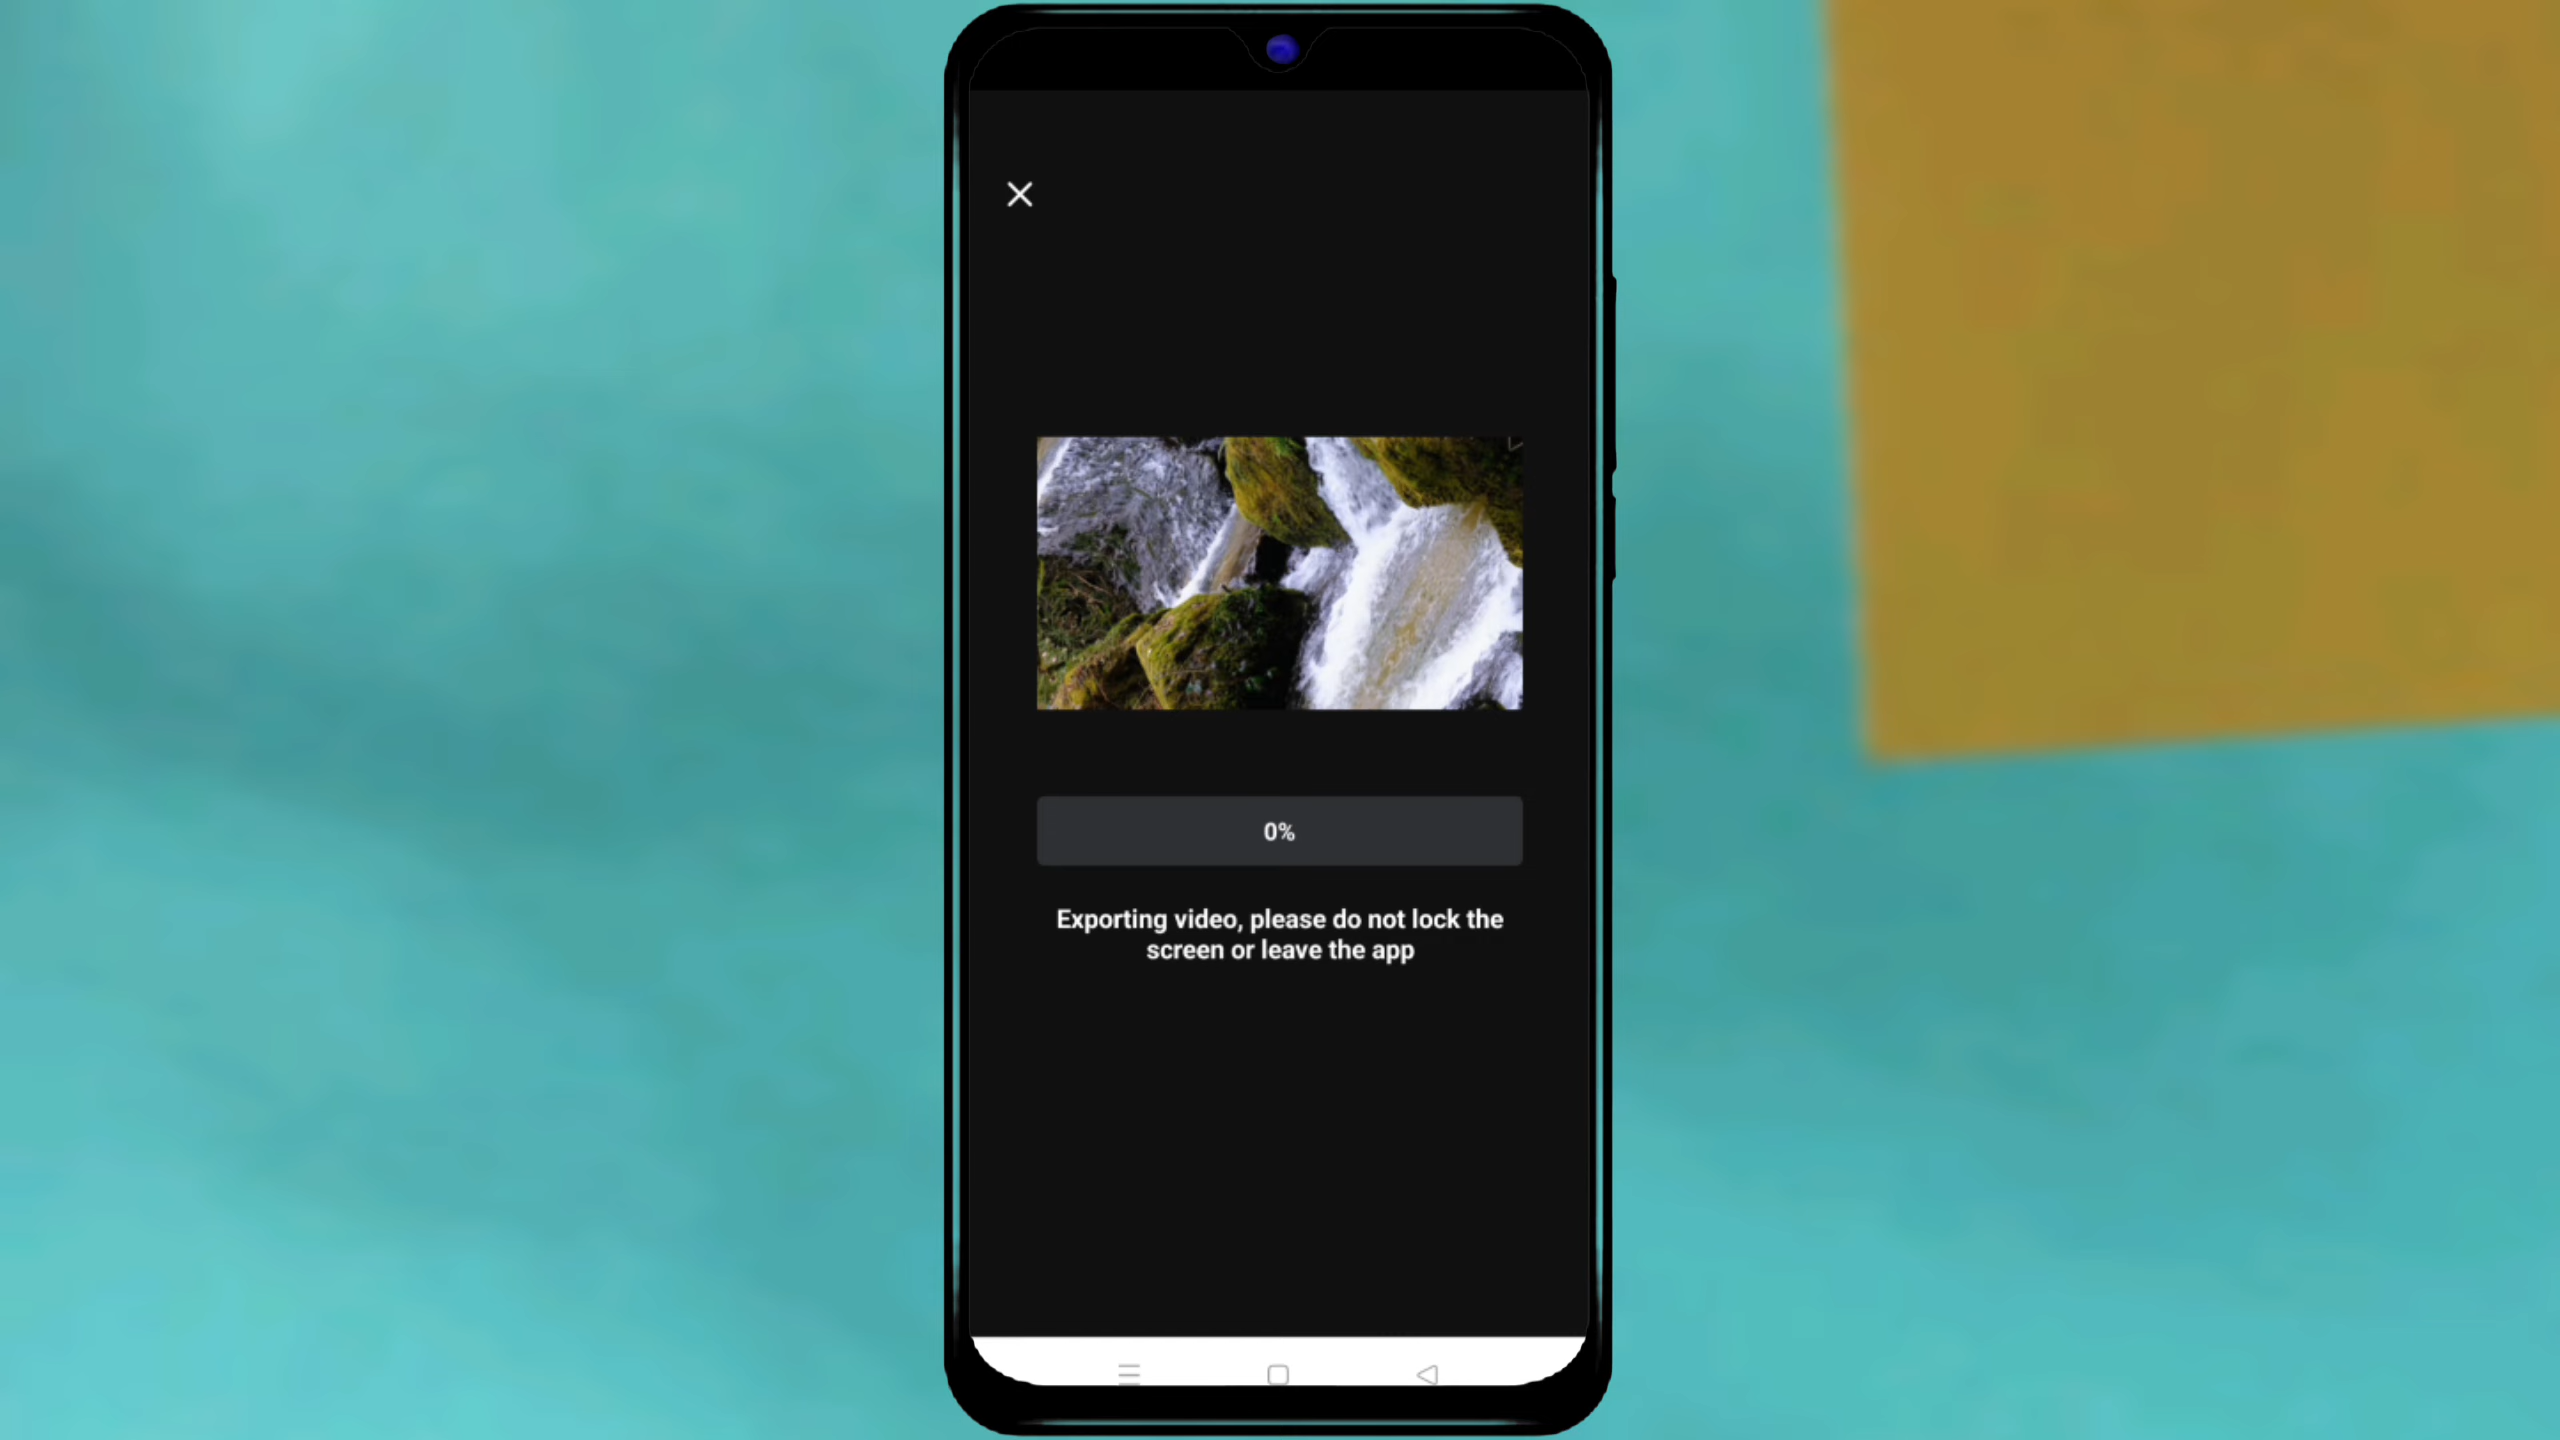 0%
Exporting video, please do not lock the
screen or leave the app